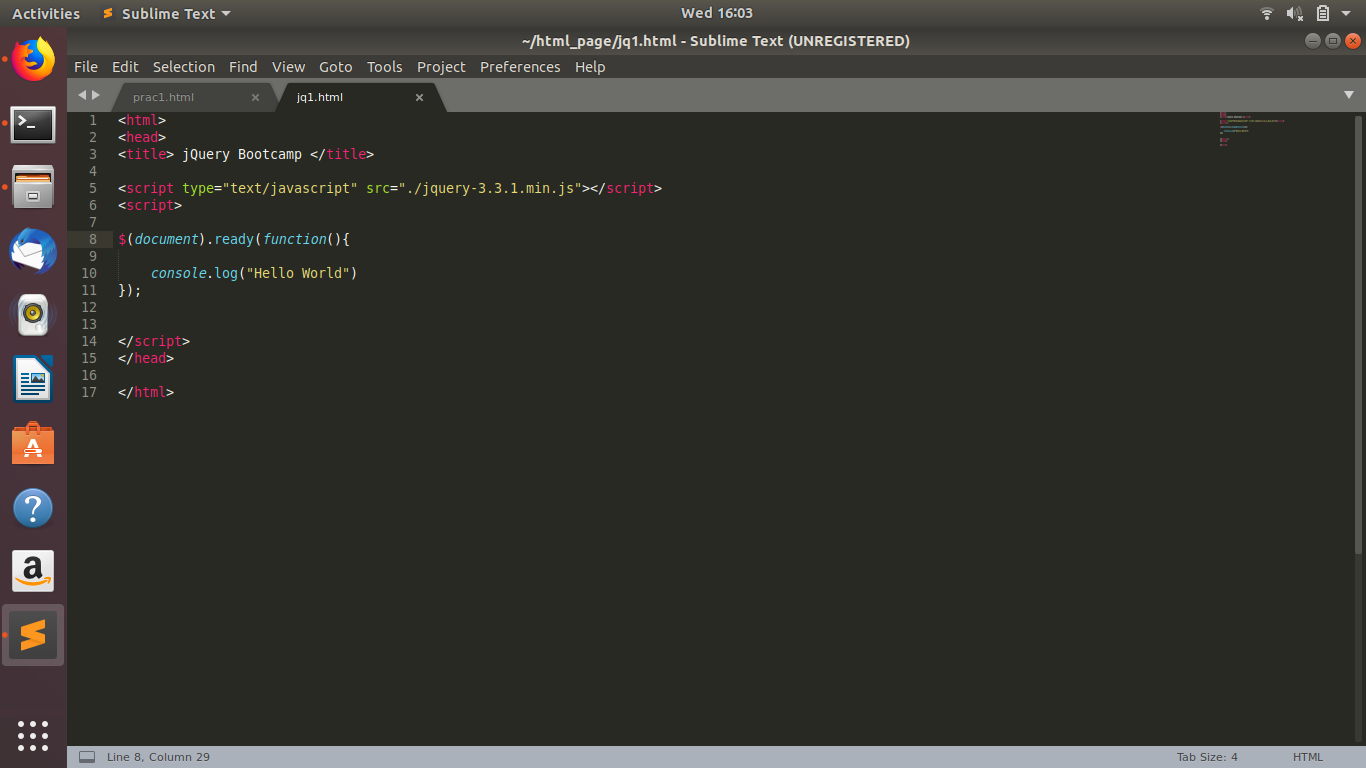 Activities Sublime Text Wed 16:03
~/html_page/jq1.html - Sublime Text (UNREGISTERED)
File Edit Selection Find View Goto Tools Project Preferences Help
prac1.html × jq1.html ×
1 <html>
2 <head>
3 <title> jQuery Bootcamp </title>
4
5 <script type="text/javascript" src="./jquery-3.3.1.min.js"></script>
6 <script>
7
8 $(document).ready(function(){
9
10 console.log("Hello World")
11 });
12
13
14 </script>
15 </head>
16
17 </html>
Line 8, Column 29 Tab Size: 4 HTML